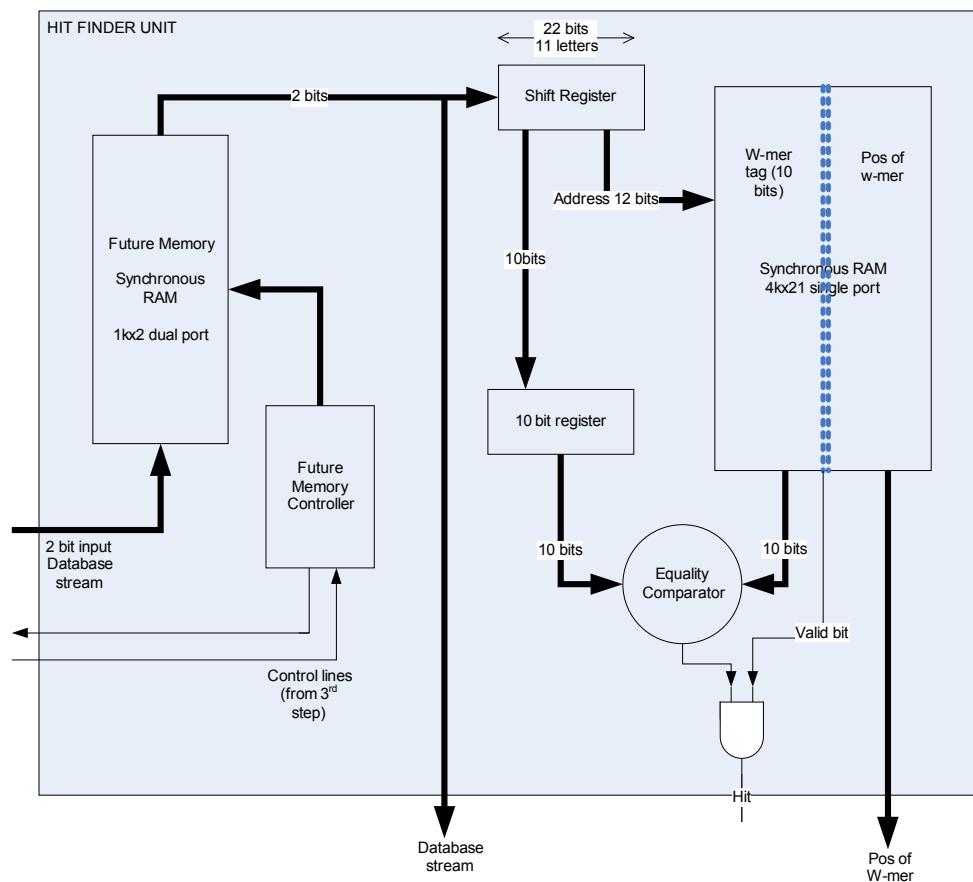 HIT FINDER UNIT
22 bits
11 letters
2 bits
Shift Register
W-mer
tag (10
bits)
Pos of
w-mer
Address 12 bits
Future Memory
Synchronous
RAM
1kx2 dual port
10bits
Synchronous RAM
4kx21 single port
10 bit register
Future
Memory
Controller
2 bit input
Database
stream
10 bits
10 bits
Equality
Comparator
Valid bit
Control lines
(from 3rd
step)
Hit
Database
stream
Pos of
W-mer